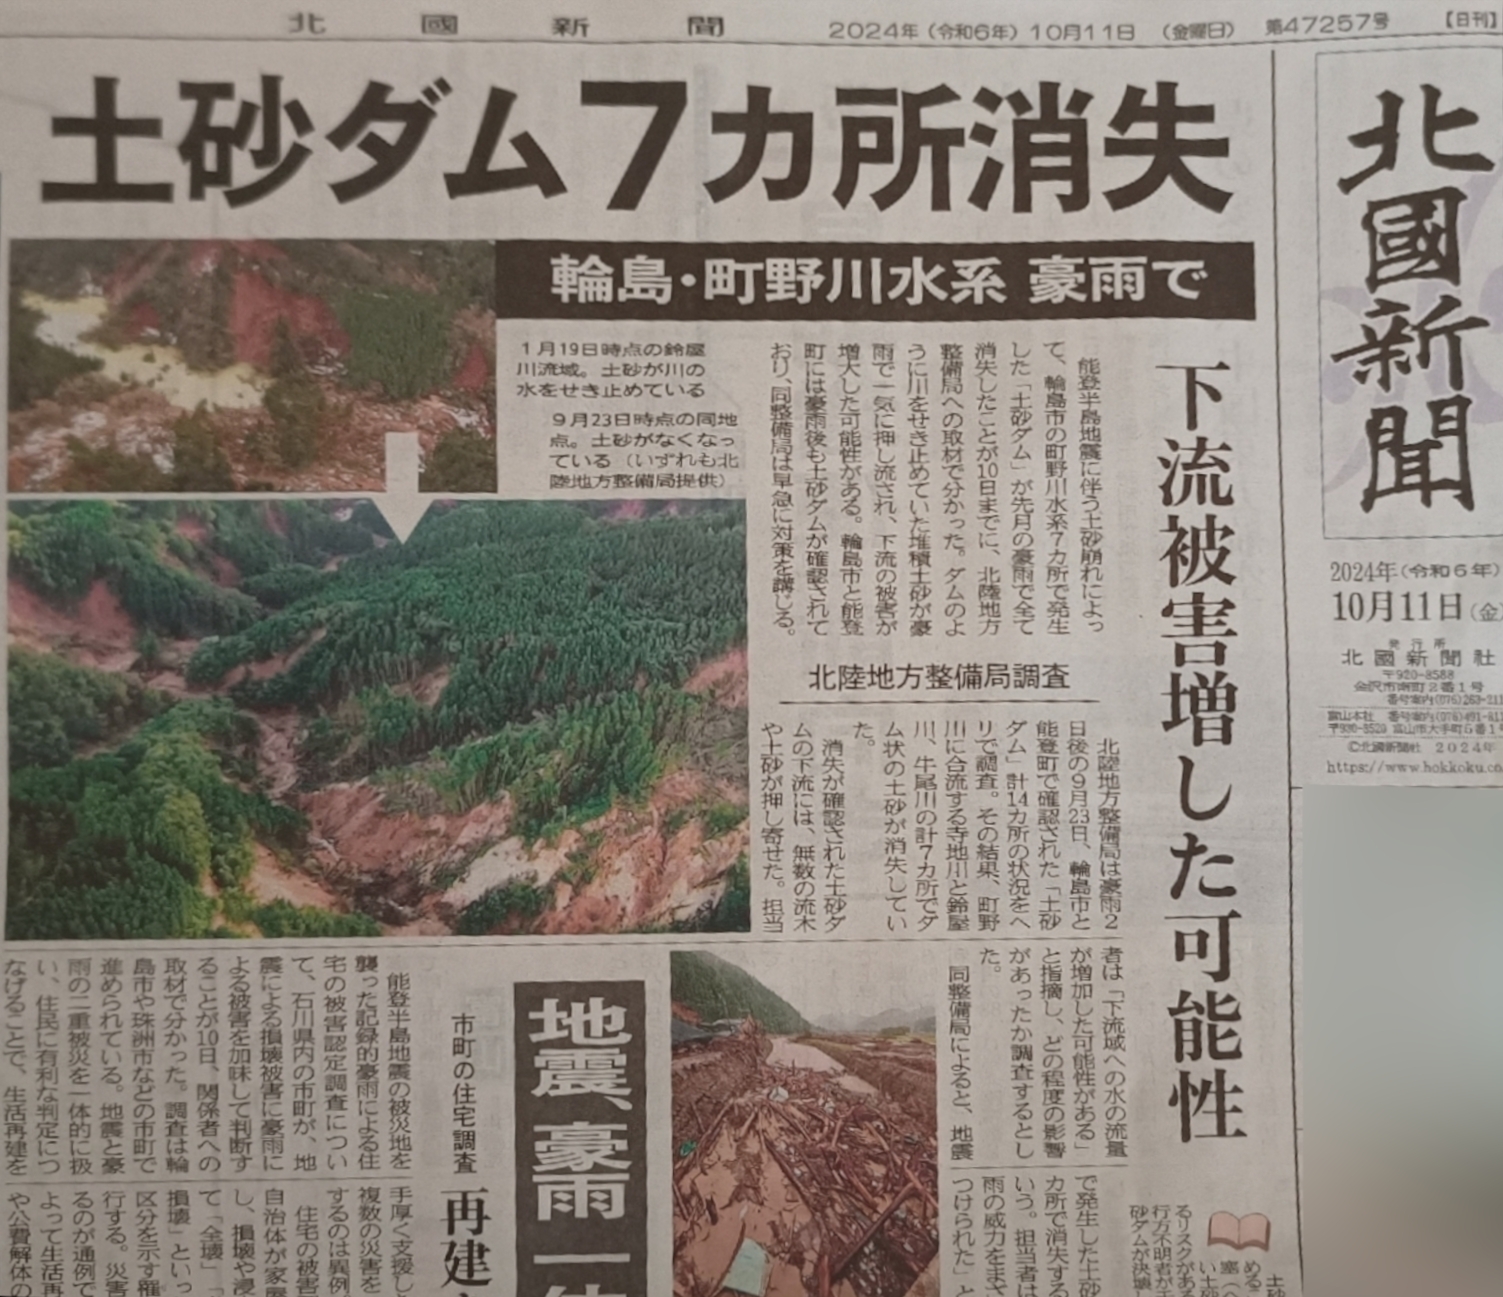 北國新聞 2024年（令和6年）10月11日 （金曜日） 第47257号 【日刊】
土砂ダム7カ所消失
輪島・町野川水系 豪雨で
下流被害増した可能性
北國新聞
2024年（令和6年）
10月11日（金
発行所
北國新聞社
〒920-8588
金沢市南町2番1号
番号案内(076)263-211
富山本社 番号案内(076)491-811
〒930-8520 富山市大手町5番1号
©北國新聞社 2024年
https://www.hokkoku.co
1月19日時点の鈴屋
川流域。土砂が川の
水をせき止めている
9月23日時点の同地
点。土砂がなくなっ
ている（いずれも北
陸地方整備局提供）
能登半島地震に伴う土砂崩れによっ
て、輪島市の町野川水系7カ所で発生
した「土砂ダム」が先月の豪雨で全て
消失したことが10日までに、北陸地方
整備局への取材で分かった。ダムのよ
うに川をせき止めていた堆積土砂が豪
雨で一気に押し流され、下流の被害が
増大した可能性がある。輪島市と能登
町には豪雨後も土砂ダムが確認されて
おり、同整備局は早急に対策を講じる。
北陸地方整備局調査
北陸地方整備局は豪雨2
日後の9月23日、輪島市と
能登町で確認された「土砂
ダム」計14カ所の状況をヘ
リで調査。その結果、町野
川に合流する寺地川と鈴屋
川、牛尾川の計7カ所でダ
ム状の土砂が消失してい
た。
消失が確認された土砂ダ
ムの下流には、無数の流木
や土砂が押し寄せた。担当
者は「下流域への水の流量
が増加した可能性がある」
と指摘し、どの程度の影響
があったか調査するとし
た。
同整備局によると、地震
で発生した土砂
カ所で消失する
いう。担当者は
雨の威力をまざ
つけられた」と
地震、豪雨一体
市町の住宅調査
再建
能登半島地震の被災地を
襲った記録的豪雨による住
宅の被害認定調査につい
て、石川県内の市町が、地
震による損壊被害に豪雨に
よる被害を加味して判断す
ることが10日、関係者への
取材で分かった。調査は輪
島市や珠洲市などの市町で
進められている。地震と豪
雨の二重被災を一体的に扱
い、住民に有利な判定につ
なげることで、生活再建を
手厚く支援し
複数の災害を
するのは異例
住宅の被害
自治体が家屋
し、損壊や浸
て「全壊」「
損壊」といっ
区分を示す罹
行する。災害
るのが通例で
よって生活再
や公費解体の
るリスクがある
行方不明者が
砂ダムが決壊し